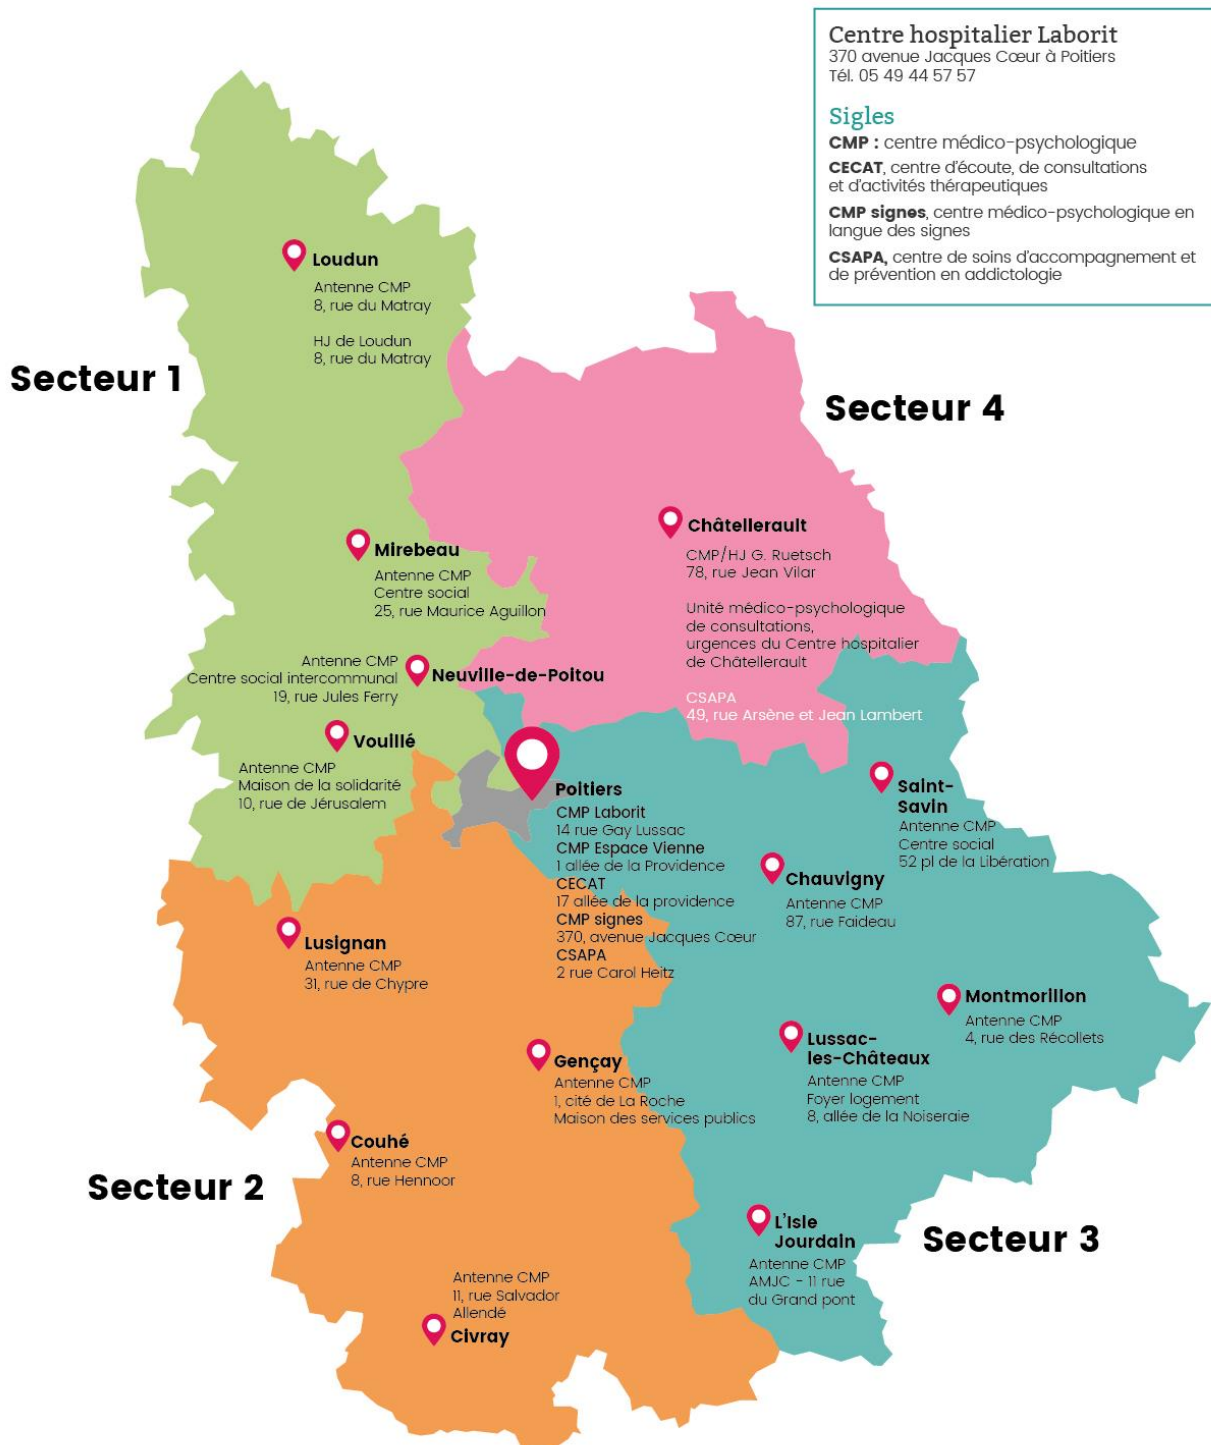 Centre hospitalier Laborit
370 avenue Jacques Cœur à Poitiers
Tél. 05 49 44 57 57
Sigles
CMP : centre médico-psychologique
CECAT, centre d'écoute, de consultations
et d'activités thérapeutiques
CMP signes, centre médico-psychologique en
langue des signes
CSAPA, centre de soins d'accompagnement et
de prévention en addictologie
Secteur 1
Loudun
Antenne CMP
8, rue du Matray
HJ de Loudun
8, rue du Matray
Mirebeau
Antenne CMP
Centre social
25, rue Maurice Aguillon
Antenne CMP
Centre social intercommunal
19, rue Jules Ferry
Neuville-de-Poitou
Vouillé
Antenne CMP
Maison de la solidarité
10, rue de Jérusalem
Secteur 4
Châtellerault
CMP/HJ G. Ruetsch
78, rue Jean Vilar
Unité médico-psychologique
de consultations,
urgences du Centre hospitalier
de Châtellerault
CSAPA
49, rue Arsène et Jean Lambert
Poitiers
CMP Laborit
14 rue Gay Lussac
CMP Espace Vienne
1 allée de la Providence
CECAT
17 allée de la providence
CMP signes
370, avenue Jacques Cœur
CSAPA
2 rue Carol Heitz
Saint-
Savin
Antenne CMP
Centre social
52 pl de la Libération
Chauvigny
Antenne CMP
87, rue Faideau
Montmorillon
Antenne CMP
4, rue des Récollets
Lussac-
les-Châteaux
Antenne CMP
Foyer logement
8, allée de la Noiseraie
L'Isle
Jourdain
Antenne CMP
AMJC - 11 rue
du Grand pont
Secteur 3
Lusignan
Antenne CMP
31, rue de Chypre
Gençay
Antenne CMP
1, cité de La Roche
Maison des services publics
Couhé
Antenne CMP
8, rue Hennoor
Secteur 2
Antenne CMP
11, rue Salvador
Allendé
Civray